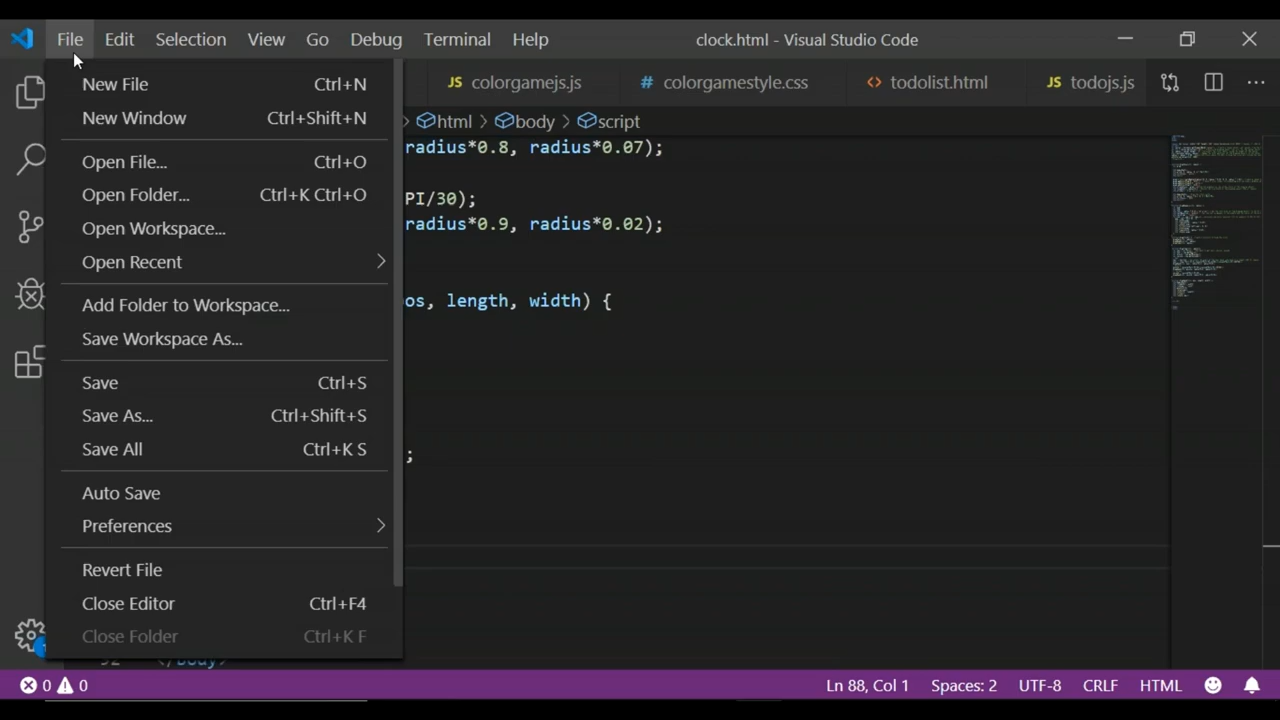 File Edit Selection View Go Debug Terminal Help clock.html - Visual Studio Code
JS colorgamejs.js # colorgamestyle.css <> todolist.html JS todojs.js ...
html > body > script
New File Ctrl+N
New Window Ctrl+Shift+N
Open File... Ctrl+O
Open Folder... Ctrl+K Ctrl+O
Open Workspace...
Open Recent >
Add Folder to Workspace...
Save Workspace As...
Save Ctrl+S
Save As... Ctrl+Shift+S
Save All Ctrl+K S
Auto Save
Preferences >
Revert File
Close Editor Ctrl+F4
Close Folder Ctrl+K F
radius*0.8, radius*0.07);
PI/30);
radius*0.9, radius*0.02);
os, length, width) {
;
92 </body>
0 0 Ln 88, Col 1 Spaces: 2 UTF-8 CRLF HTML